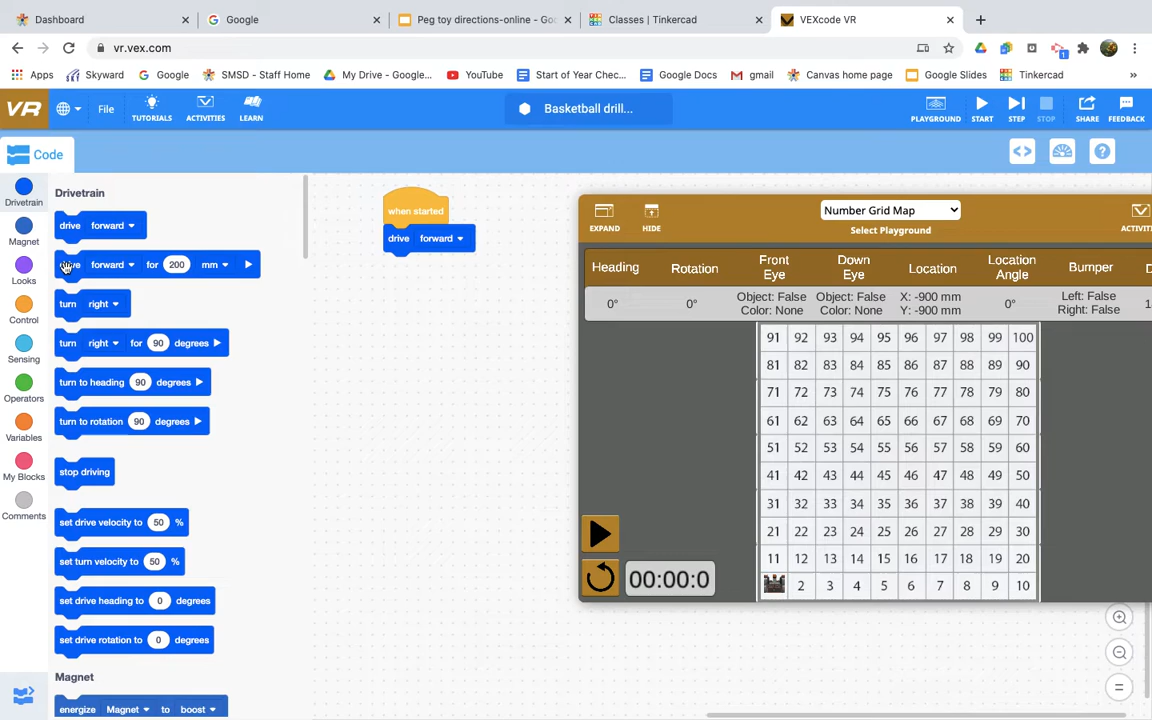 Dashboard
Google
Peg toy directions-online - Goo
Classes | Tinkercad
VEXcode VR
vr.vex.com
Apps
Skyward
Google
SMSD - Staff Home
My Drive - Google...
YouTube
Start of Year Chec...
Google Docs
gmail
Canvas home page
Google Slides
Tinkercad
»
VR
File
TUTORIALS
ACTIVITIES
LEARN
Basketball drill...
PLAYGROUND
START
STEP
STOP
SHARE
FEEDBACK
Code
Drivetrain
Magnet
Looks
Control
Sensing
Operators
Variables
My Blocks
Comments
Drivetrain
drive forward
forward for 200 mm
turn right
turn right for 90 degrees
turn to heading 90 degrees
turn to rotation 90 degrees
stop driving
set drive velocity to 50 %
set turn velocity to 50 %
set drive heading to 0 degrees
set drive rotation to 0 degrees
Magnet
energize Magnet to boost
when started
drive forward
EXPAND
HIDE
Number Grid Map
Select Playground
ACTIVITI
Heading
Rotation
Front Eye
Down Eye
Location
Location Angle
Bumper
D
0°
0°
Object: False
Color: None
Object: False
Color: None
X: -900 mm
Y: -900 mm
0°
Left: False
Right: False
1
91 92 93 94 95 96 97 98 99 100
81 82 83 84 85 86 87 88 89 90
71 72 73 74 75 76 77 78 79 80
61 62 63 64 65 66 67 68 69 70
51 52 53 54 55 56 57 58 59 60
41 42 43 44 45 46 47 48 49 50
31 32 33 34 35 36 37 38 39 40
21 22 23 24 25 26 27 28 29 30
11 12 13 14 15 16 17 18 19 20
2 3 4 5 6 7 8 9 10
00:00:0